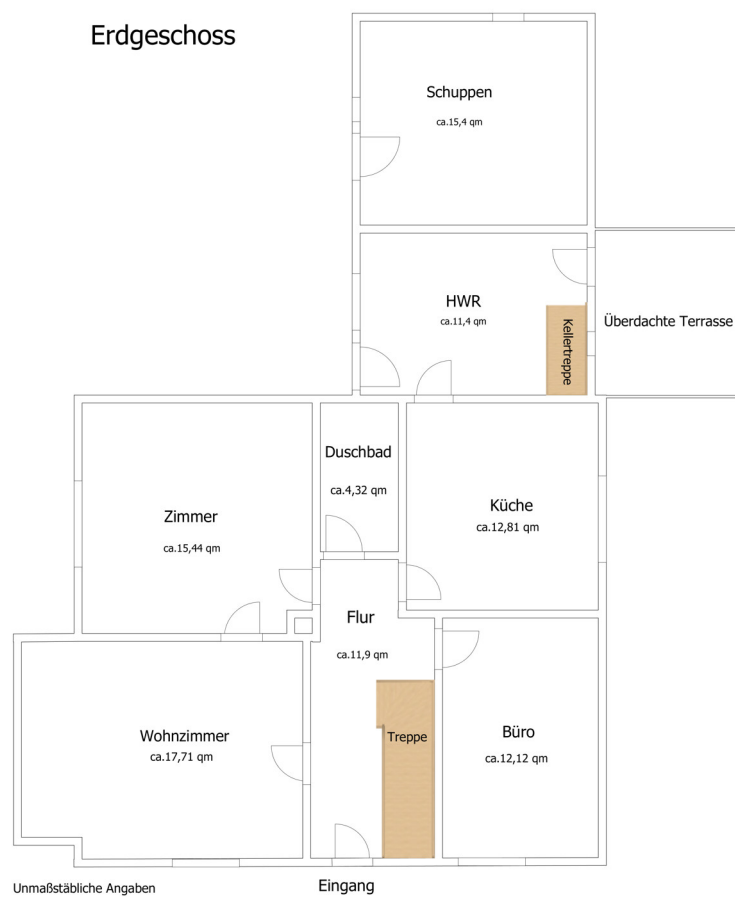 Erdgeschoss
Schuppen
ca.15,4 qm
HWR
ca.11,4 qm
Kellertreppe
Überdachte Terrasse
Duschbad
ca.4,32 qm
Zimmer
ca.15,44 qm
Küche
ca.12,81 qm
Flur
ca.11,9 qm
Wohnzimmer
ca.17,71 qm
Treppe
Büro
ca.12,12 qm
Unmaßstäbliche Angaben
Eingang